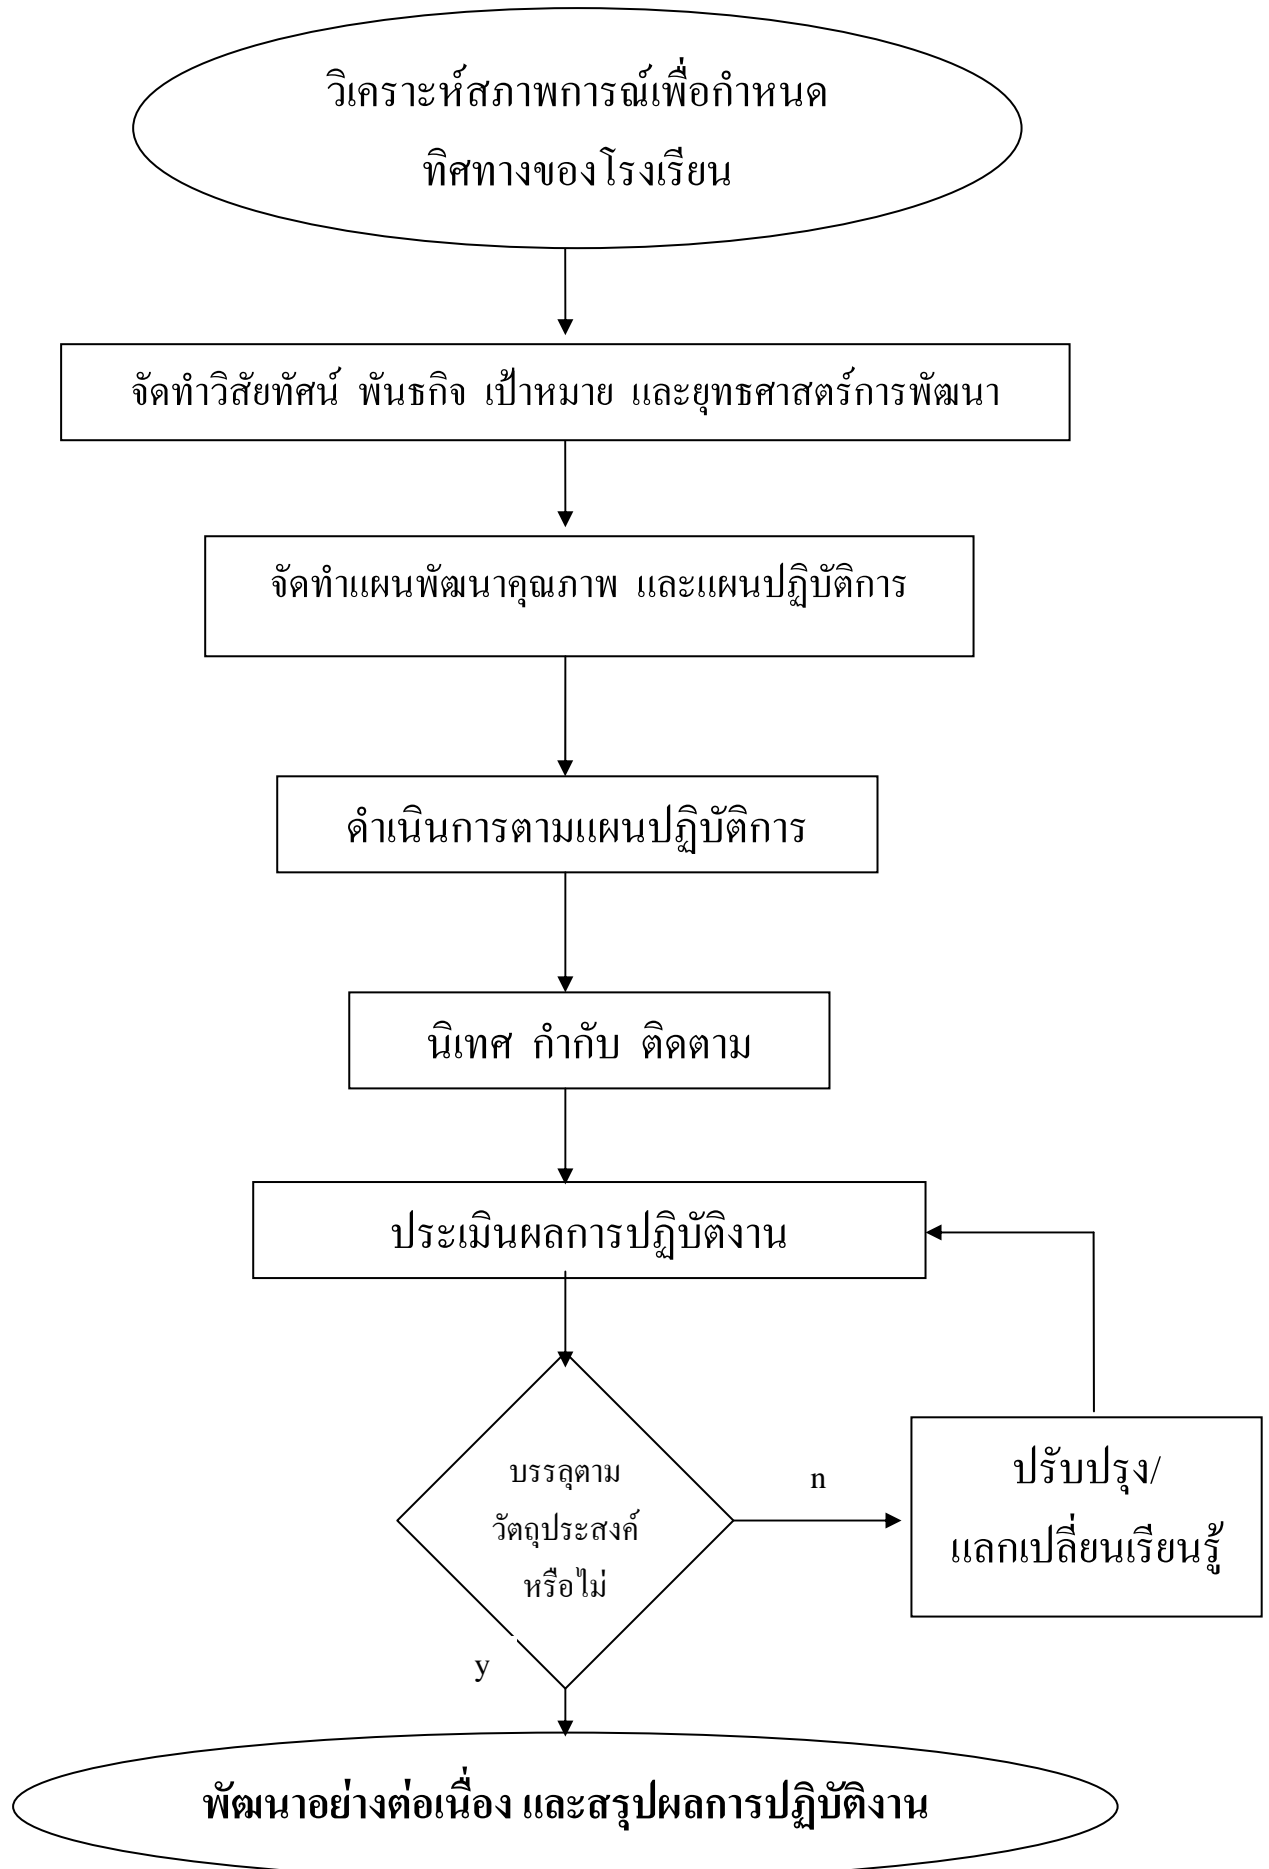 วิเคราะห์สภาพการณ์เพื่อกำหนด
ทิศทางของโรงเรียน
จัดทำวิสัยทัศน์ พันธกิจ เป้าหมาย และยุทธศาสตร์การพัฒนา
จัดทำแผนพัฒนาคุณภาพ และแผนปฏิบัติการ
ดำเนินการตามแผนปฏิบัติการ
นิเทศ กำกับ ติดตาม
ประเมินผลการปฏิบัติงาน
บรรลุตาม
วัตถุประสงค์
หรือไม่
n
ปรับปรุง/
แลกเปลี่ยนเรียนรู้
y
พัฒนาอย่างต่อเนื่อง และสรุปผลการปฏิบัติงาน